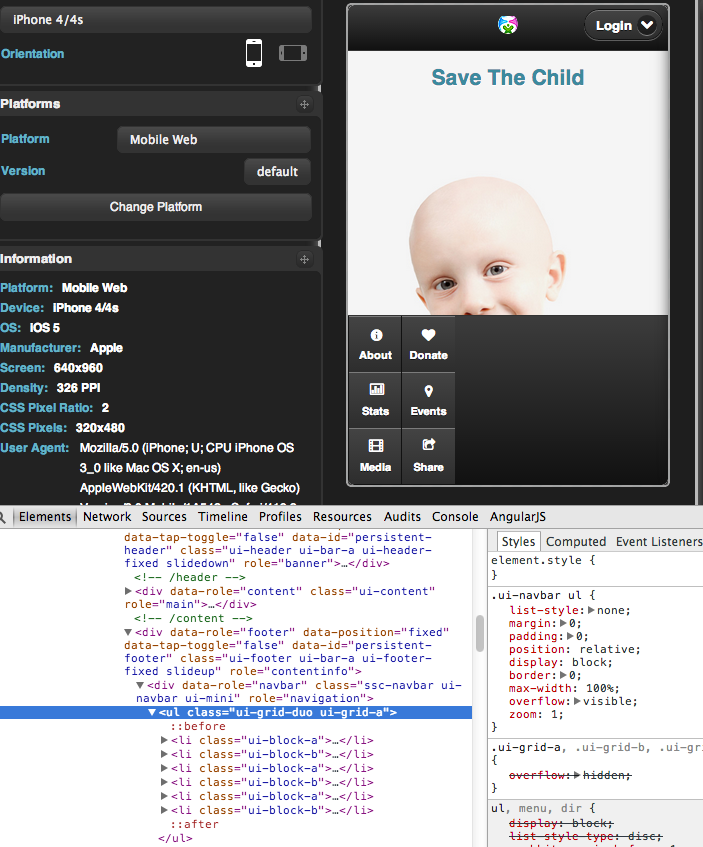 iPhone 4/4s
Orientation
Platforms
Platform Mobile Web
Version default
Change Platform
Information
Platform: Mobile Web
Device: iPhone 4/4s
OS: iOS 5
Manufacturer: Apple
Screen: 640x960
Density: 326 PPI
CSS Pixel Ratio: 2
CSS Pixels: 320x480
User Agent: Mozilla/5.0 (iPhone; U; CPU iPhone OS
3_0 like Mac OS X; en-us)
AppleWebKit/420.1 (KHTML, like Gecko)
Login
Save The Child
About Donate
Stats Events
Media Share
Elements Network Sources Timeline Profiles Resources Audits Console AngularJS
data-tap-toggle="false" data-id="persistent-
header" class="ui-header ui-bar-a ui-header-
fixed slidedown" role="banner">…</div>
<!-- /header -->
▶<div data-role="content" class="ui-content"
role="main">…</div>
<!-- /content -->
▼<div data-role="footer" data-position="fixed"
data-tap-toggle="false" data-id="persistent-
footer" class="ui-footer ui-bar-a ui-footer-
fixed slideup" role="contentinfo">
▼<div data-role="navbar" class="ssc-navbar ui-
navbar ui-mini" role="navigation">
▼<ul class="ui-grid-duo ui-grid-a">
::before
▶<li class="ui-block-a">…</li>
▶<li class="ui-block-b">…</li>
▶<li class="ui-block-a">…</li>
▶<li class="ui-block-b">…</li>
▶<li class="ui-block-a">…</li>
▶<li class="ui-block-b">…</li>
::after
</ul>
Styles Computed Event Listeners
element.style {
}
.ui-navbar ul {
list-style:▶none;
margin:▶0;
padding:▶0;
position: relative;
display: block;
border:▶0;
max-width: 100%;
overflow:▶visible;
zoom: 1;
}
.ui-grid-a, .ui-grid-b, .ui-g
{
overflow:▶hidden;
}
ul, menu, dir {
display: block;
list-style-type: disc;